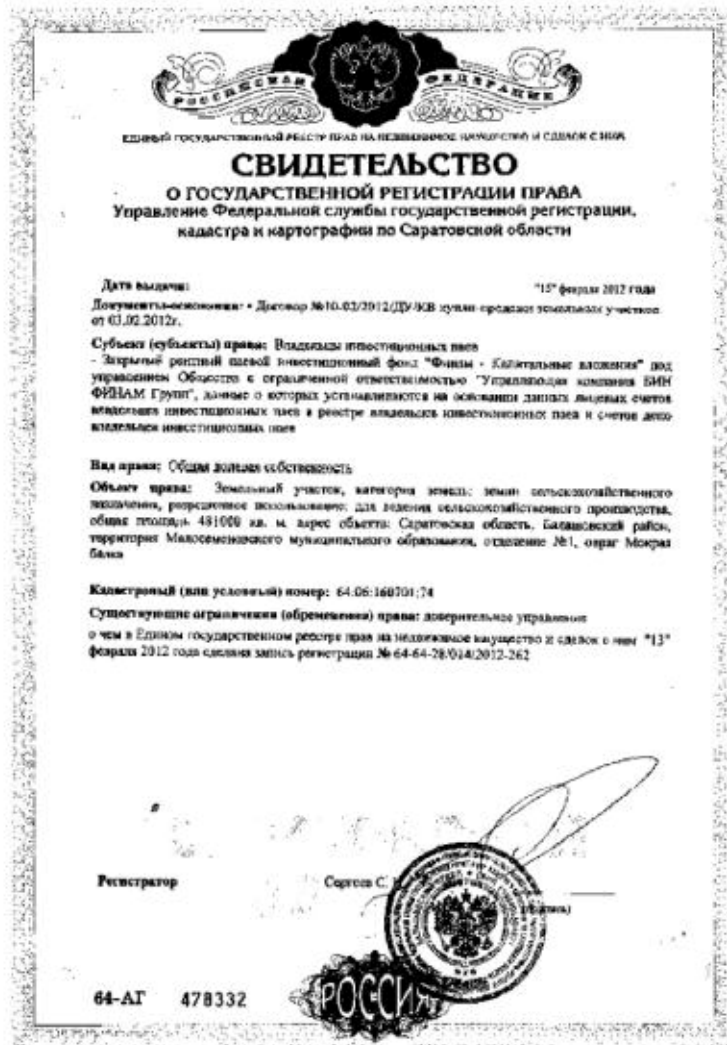 РОССИЙСКАЯ ФЕДЕРАЦИЯ
ЕДИНЫЙ ГОСУДАРСТВЕННЫЙ РЕЕСТР ПРАВ НА НЕДВИЖИМОЕ ИМУЩЕСТВО И СДЕЛОК С НИМ
СВИДЕТЕЛЬСТВО
О ГОСУДАРСТВЕННОЙ РЕГИСТРАЦИИ ПРАВА
Управление Федеральной службы государственной регистрации,
кадастра и картографии по Саратовской области
Дата выдачи: "15" февраля 2012 года
Документы-основания: • Договор №10-02/2012/ДУ-КВ купли-продажи земельных участков
от 03.02.2012г.
Субъект (субъекты) права: Владельцы инвестиционных паев
- Закрытый рентный паевой инвестиционный фонд "Финам - Капитальные вложения" под
управлением Общества с ограниченной ответственностью "Управляющая компания БИН
ФИНАМ Групп", данные о которых устанавливаются на основании данных лицевых счетов
владельцев инвестиционных паев в реестре владельцев инвестиционных паев и счетов депо
владельцев инвестиционных паев
Вид права: Общая долевая собственность
Объект права: Земельный участок, категория земель: земли сельскохозяйственного
назначения, разрешенное использование: для ведения сельскохозяйственного производства,
общая площадь 481000 кв. м, адрес объекта: Саратовская область, Балашовский район,
территория Малосеменовского муниципального образования, отделение №1, овраг Мокрая
балка
Кадастровый (или условный) номер: 64:06:160701:74
Существующие ограничения (обременения) права: доверительное управление
о чем в Едином государственном реестре прав на недвижимое имущество и сделок с ним "13"
февраля 2012 года сделана запись регистрации № 64-64-28/014/2012-262
Регистратор Сергеев С.
(подпись)
64-АГ 478332
РОССИЯ